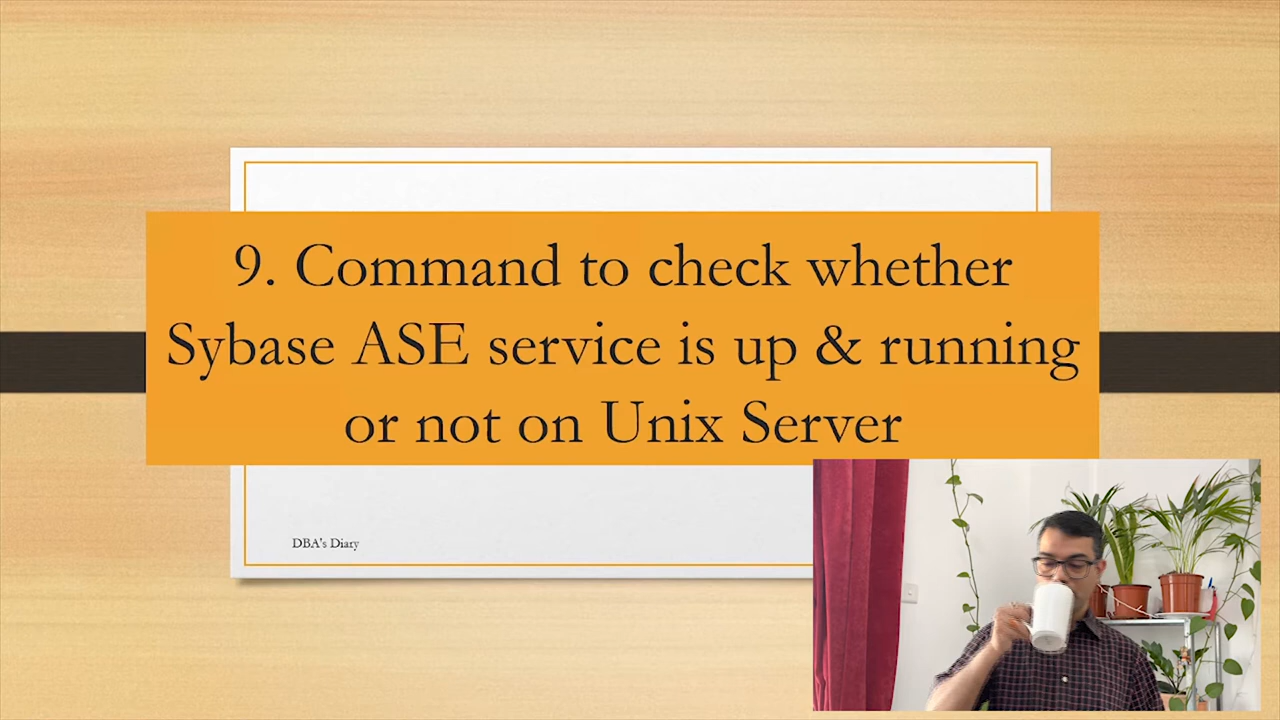 9. Command to check whether
Sybase ASE service is up & running
or not on Unix Server
DBA's Diary